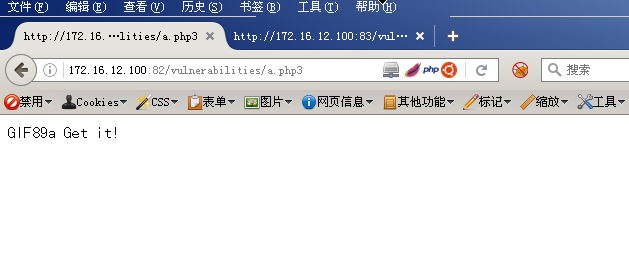 文件(F) 编辑(E) 查看(V) 历史(S) 书签(B) 工具(T) 帮助(H)
http://172.16.···lities/a.php3 http://172.16.12.100:83/vul···
172.16.12.100:82/vulnerabilities/a.php3 php 搜索
禁用 Cookies CSS 表单 图片 网页信息 其他功能 标记 缩放 工具
GIF89a Get it!